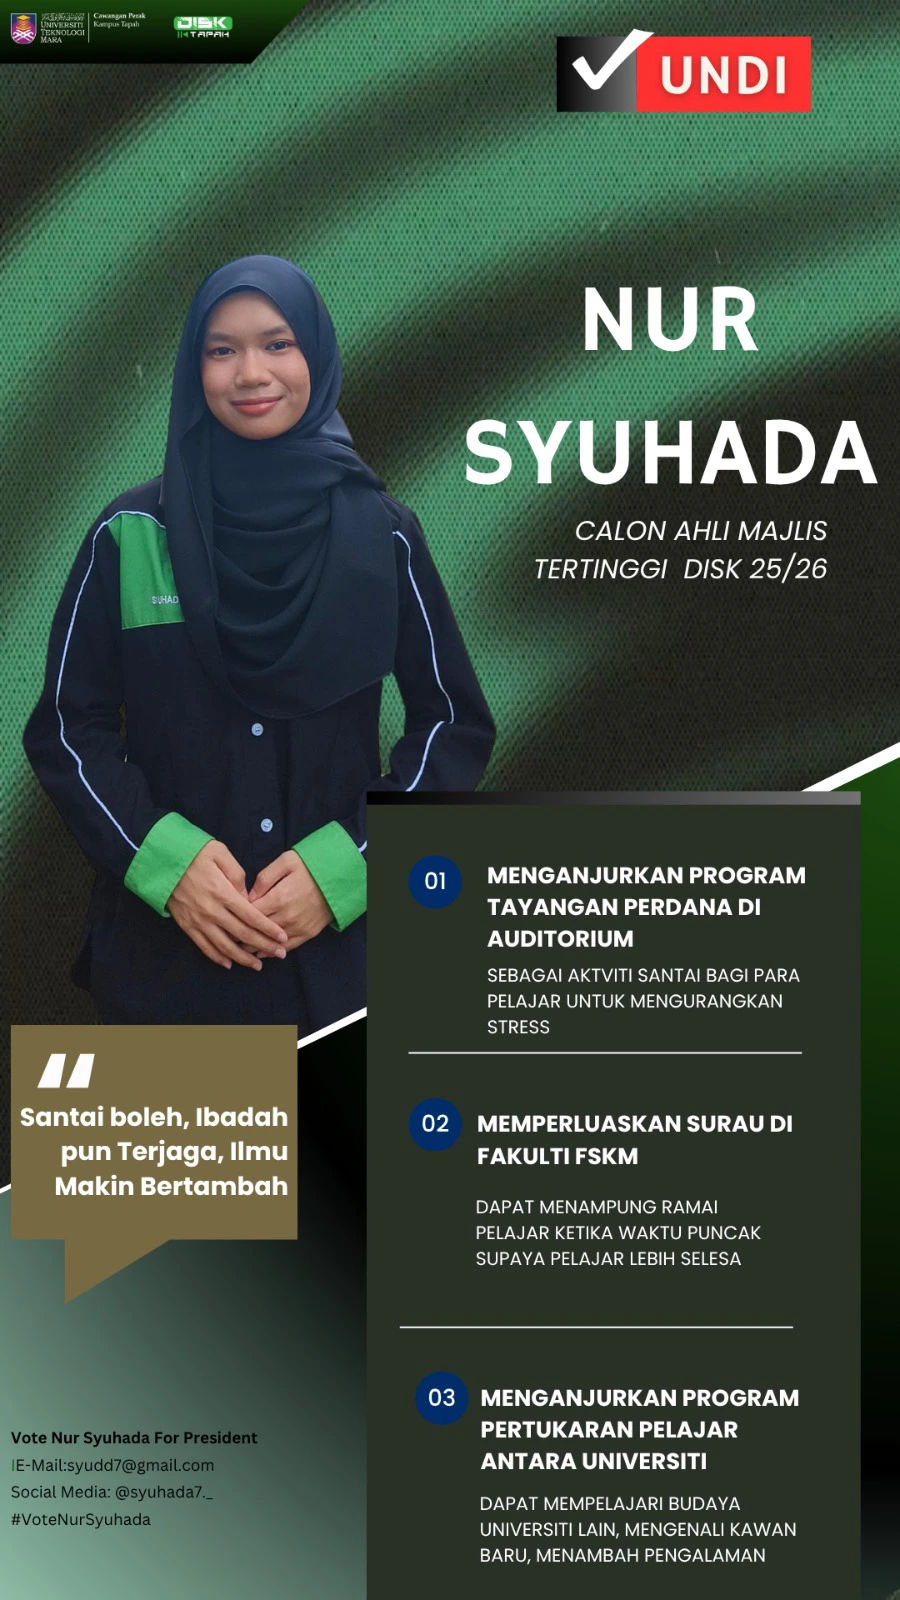 UNIVERSITI
TEKNOLOGI
MARA
Cawangan Perak
Kampus Tapah
DISK
TAPAH
UNDI
NUR
SYUHADA
CALON AHLI MAJLIS
TERTINGGI DISK 25/26
SUHAD
01
MENGANJURKAN PROGRAM
TAYANGAN PERDANA DI
AUDITORIUM
SEBAGAI AKTVITI SANTAI BAGI PARA
PELAJAR UNTUK MENGURANGKAN
STRESS
02
MEMPERLUASKAN SURAU DI
FAKULTI FSKM
DAPAT MENAMPUNG RAMAI
PELAJAR KETIKA WAKTU PUNCAK
SUPAYA PELAJAR LEBIH SELESA
03
MENGANJURKAN PROGRAM
PERTUKARAN PELAJAR
ANTARA UNIVERSITI
DAPAT MEMPELAJARI BUDAYA
UNIVERSITI LAIN, MENGENALI KAWAN
BARU, MENAMBAH PENGALAMAN
Santai boleh, Ibadah
pun Terjaga, Ilmu
Makin Bertambah
Vote Nur Syuhada For President
IE-Mail:syudd7@gmail.com
Social Media: @syuhada7._
#VoteNurSyuhada